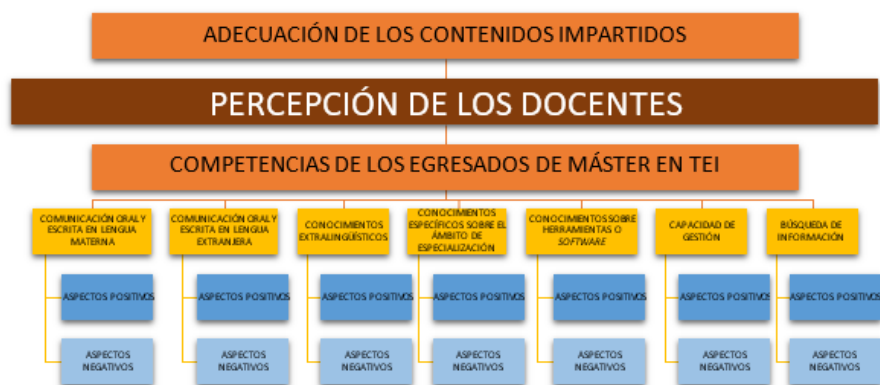 ADECUACIÓN DE LOS CONTENIDOS IMPARTIDOS
PERCEPCIÓN DE LOS DOCENTES
COMPETENCIAS DE LOS EGRESADOS DE MÁSTER EN TEI
COMUNICACIÓN ORAL Y
ESCRITA EN LENGUA
MATERNA
COMUNICACIÓN ORAL Y
ESCRITA EN LENGUA
EXTRANJERA
CONOCIMIENTOS
EXTRALINGÜÍSTICOS
CONOCIMIENTOS
ESPECÍFICOS SOBRE EL
ÁMBITO DE
ESPECIALIZACIÓN
CONOCIMIENTOS SOBRE
HERRAMIENTAS O
SOFTWARE
CAPACIDAD DE
GESTIÓN
BÚSQUEDA DE
INFORMACIÓN
ASPECTOS POSITIVOS
ASPECTOS POSITIVOS
ASPECTOS POSITIVOS
ASPECTOS POSITIVOS
ASPECTOS POSITIVOS
ASPECTOS POSITIVOS
ASPECTOS POSITIVOS
ASPECTOS
NEGATIVOS
ASPECTOS
NEGATIVOS
ASPECTOS
NEGATIVOS
ASPECTOS
NEGATIVOS
ASPECTOS
NEGATIVOS
ASPECTOS
NEGATIVOS
ASPECTOS
NEGATIVOS